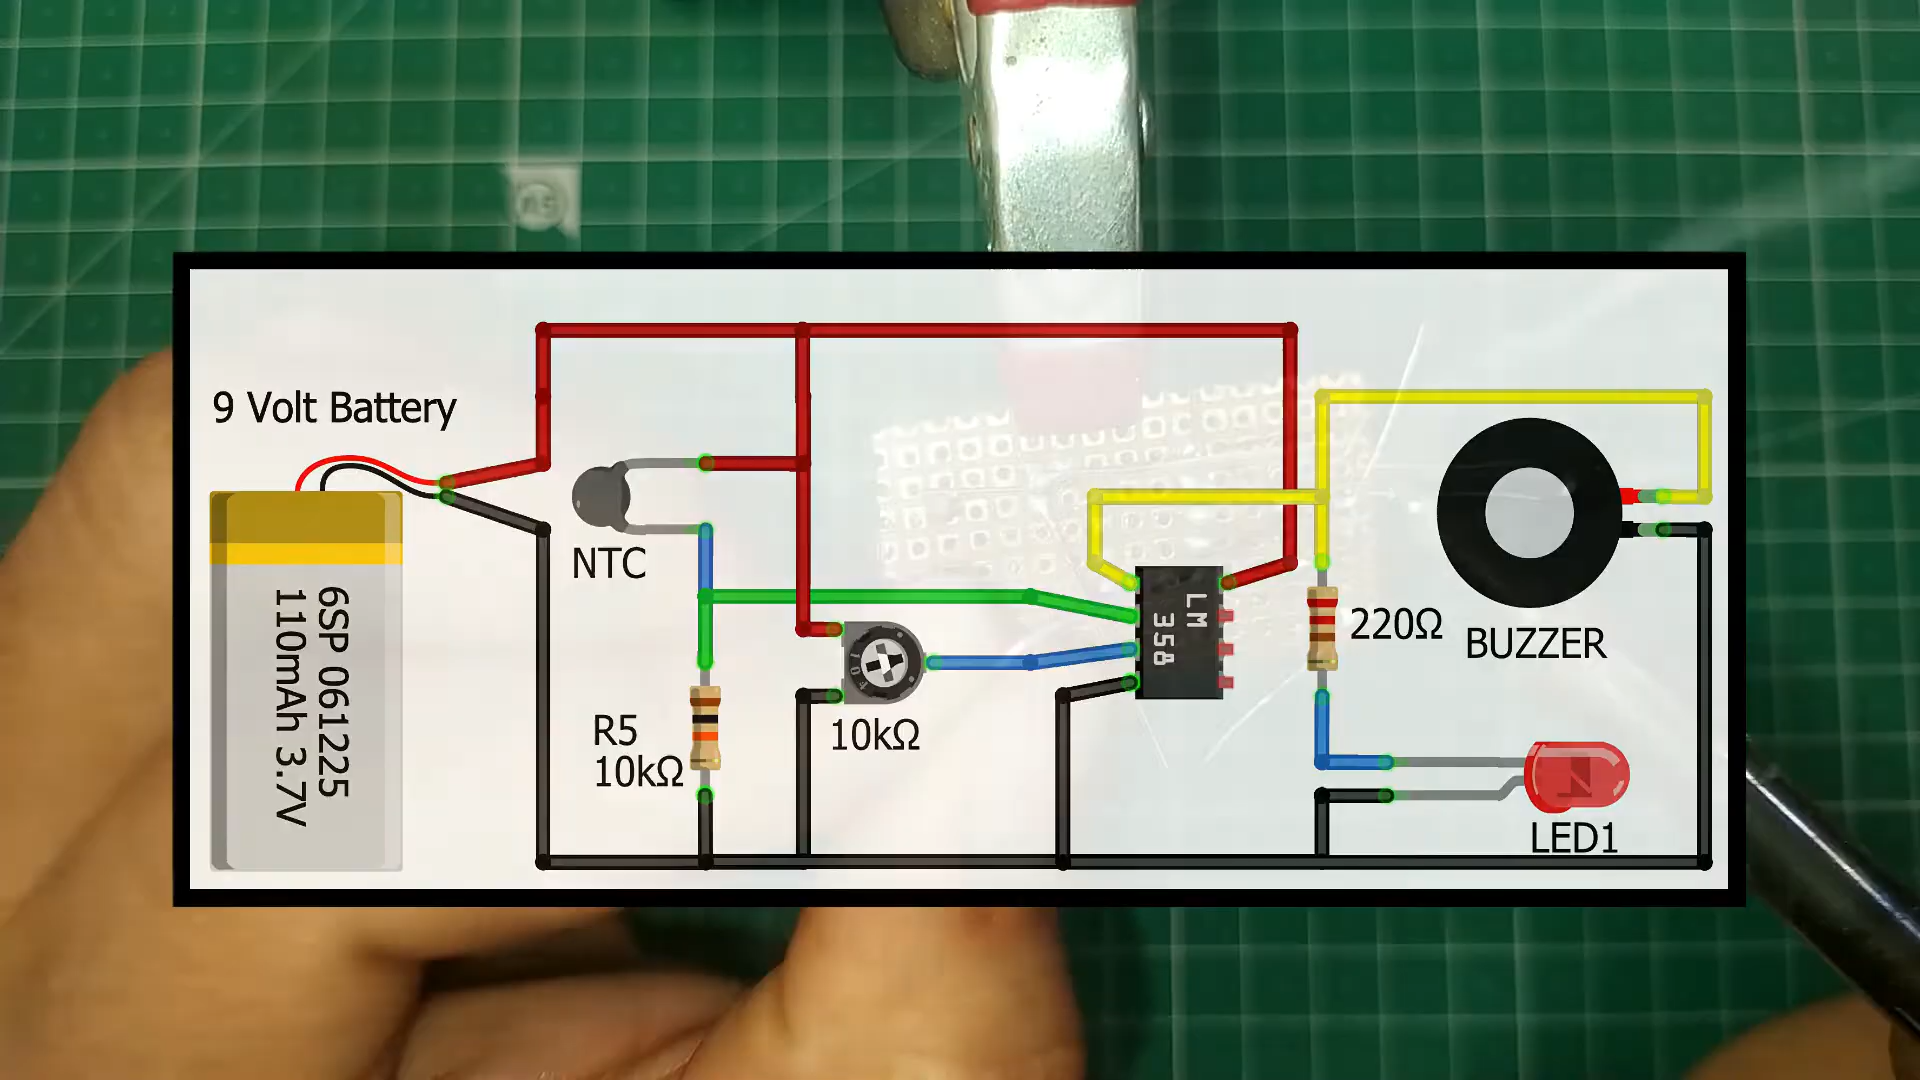 9 Volt Battery
6SP 061225
110mAh 3.7V
NTC
R5
10kΩ
10kΩ
LM
358
220Ω
BUZZER
LED1